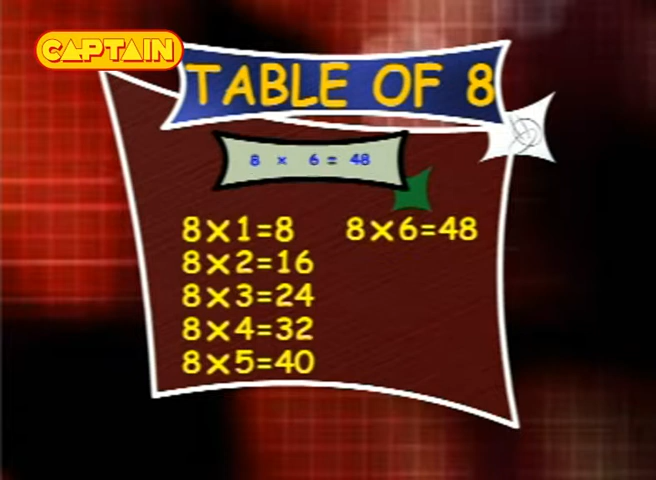 CAPTAIN
TABLE OF 8
8 x 6 = 48
8×1=8
8×2=16
8×3=24
8×4=32
8×5=40
8×6=48